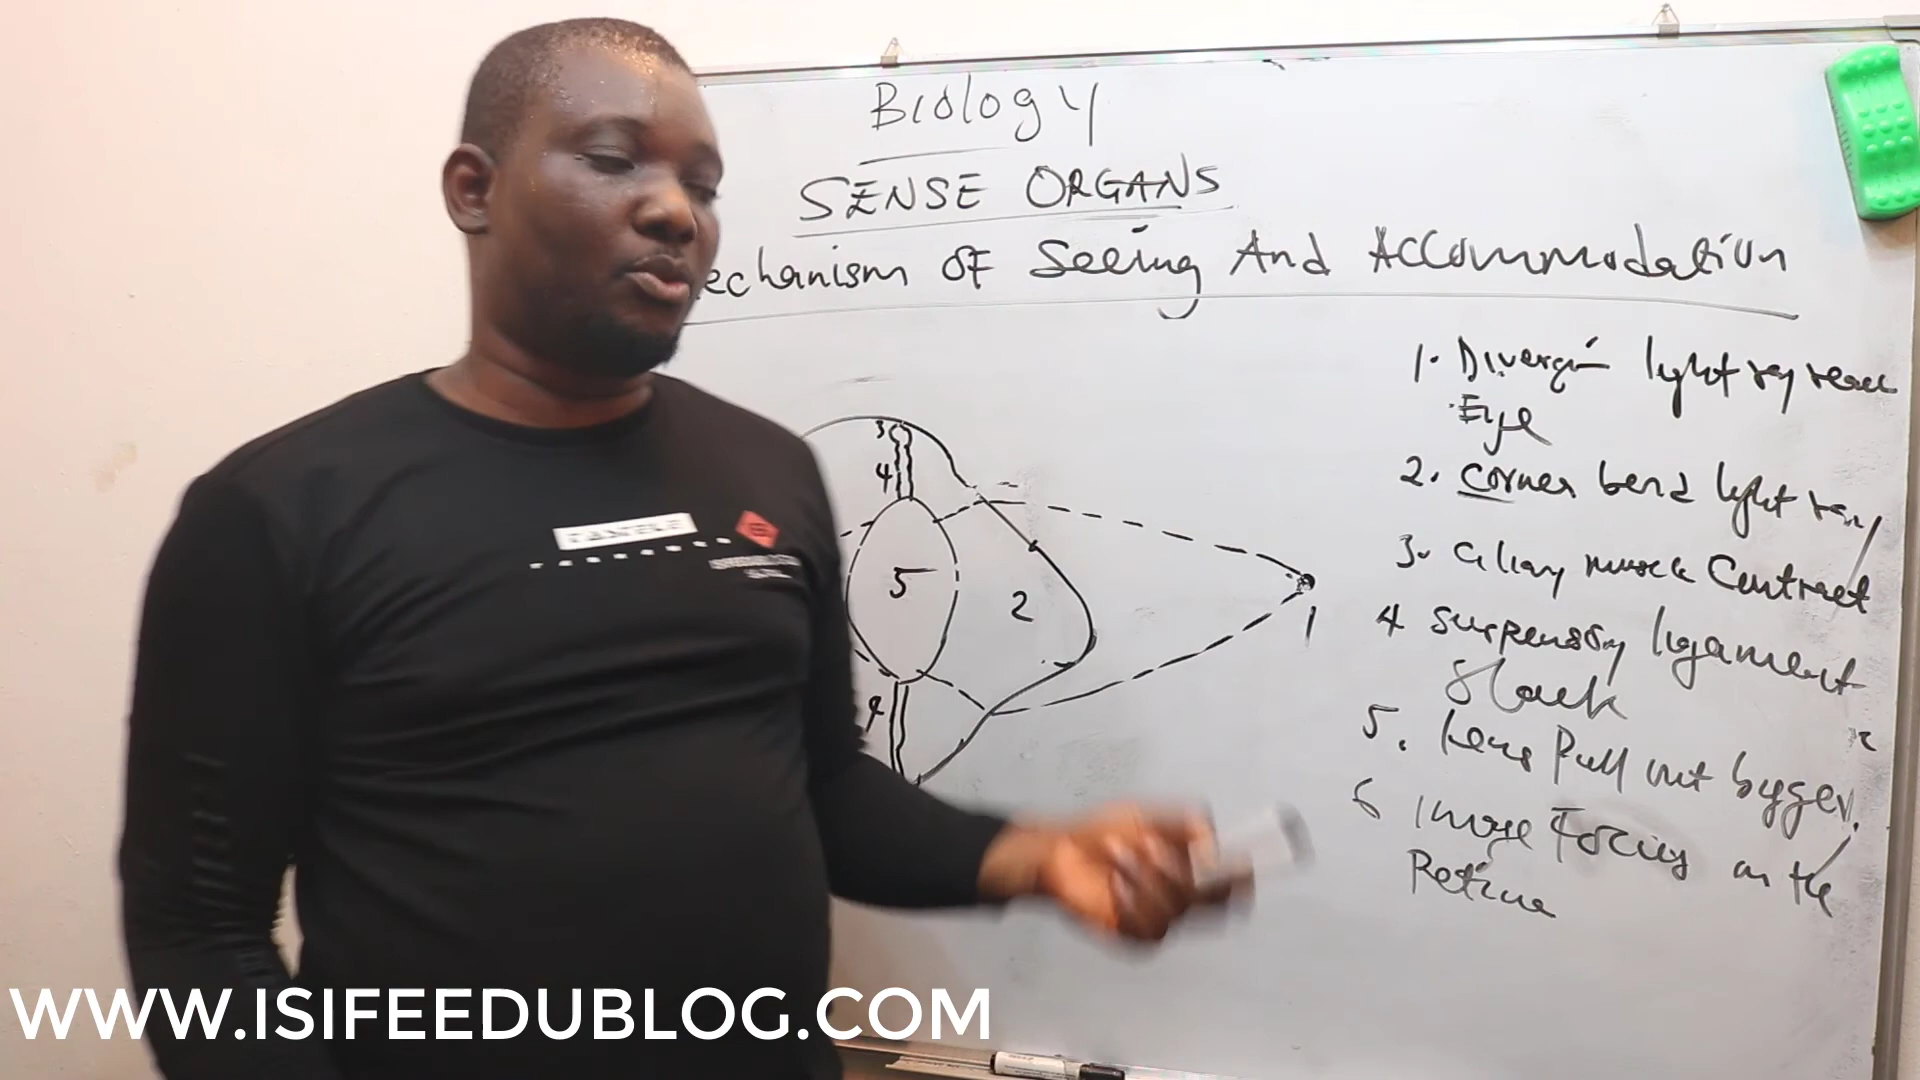 Biology
SENSE ORGANS
echanism OF Seeing And Accommodation
1. Divergin light ray reach
Eye
2. Corner bend light ray
3. Ciliary muscle Contract
4 Suspensory ligament
Slack
5. Lens Pull out bigger.
6 Image Focus on the
Retina
3
4
5
2
1
4
WWW.ISIFEEDUBLOG.COM